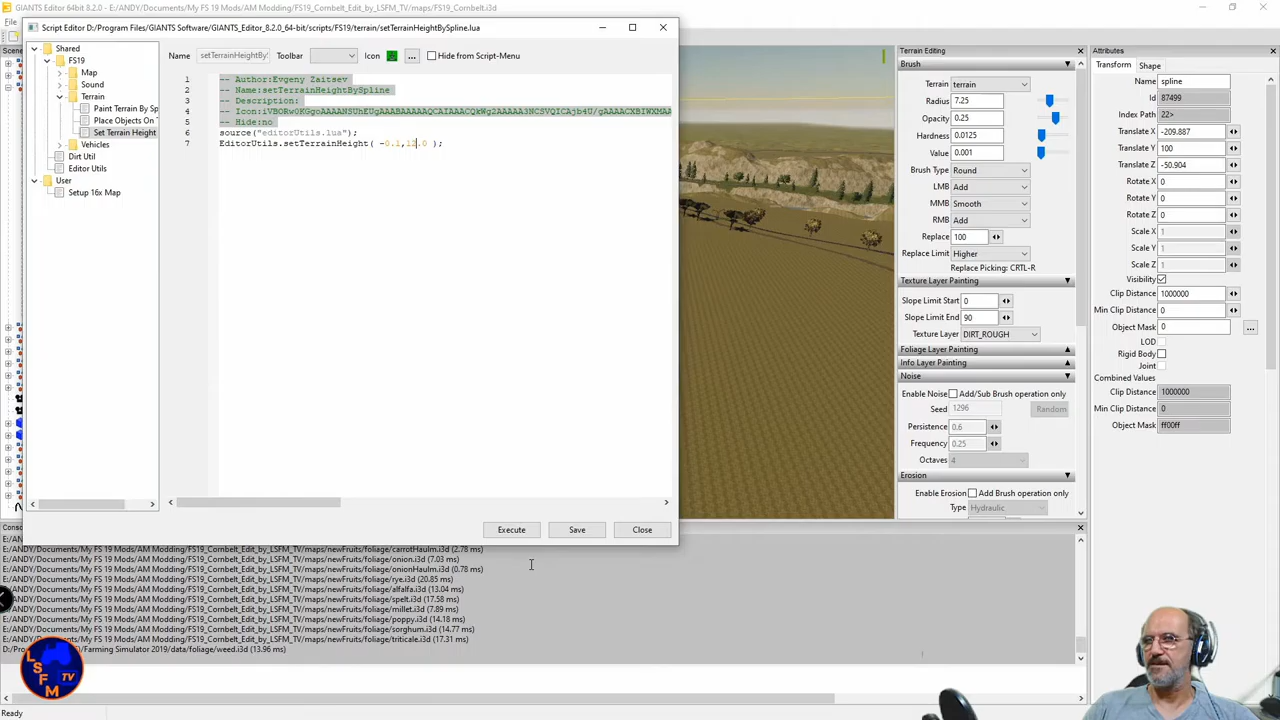 GIANTS Editor 64bit 8.2.0 - E:/ANDY/Documents/My FS 19 Mods/AM Modding/FS19_Cornbelt_Edit_by_LSFM_TV/maps/mapUS.i3d
Script Editor D:/Program Files/GIANTS Software/GIANTS_Editor_8.2.0_64-bit/scripts/FS19/terrain/setTerrainHeightBySpline.lua
Shared
FS19
Map
Sound
Terrain
Paint Terrain By Sp
Place Objects On
Set Terrain Height
Vehicles
Dirt Util
Editor Utils
User
Setup 16x Map
Name
setTerrainHeightBy
Toolbar
Icon
...
Hide from Script-Menu
1 -- Author:Evgeny Zaitsev
2 -- Name:setTerrainHeightBySpline
3 -- Description:
5 -- Hide:no
6 source("editorUtils.lua");
7 EditorUtils.setTerrainHeight( -0.1,12.0 );
Execute
Save
Close
Terrain Editing
Brush
Terrain terrain
Radius 7.25
Opacity 0.25
Hardness 0.0125
Value 0.001
Brush Type Round
LMB Add
MMB Smooth
RMB Add
Replace 100
Replace Limit Higher
Replace Picking: CRTL-R
Texture Layer Painting
Slope Limit Start 0
Slope Limit End 90
Texture Layer DIRT_ROUGH
Foliage Layer Painting
Info Layer Painting
Noise
Enable Noise Add/Sub Brush operation only
Seed 1296 Random
Persistence 0.6
Frequency 0.25
Octaves 4
Erosion
Enable Erosion Add Brush operation only
Type Hydraulic
Attributes
Transform Shape
Name spline
Id 87499
Index Path 22>
Translate X -209.887
Translate Y 100
Translate Z -50.904
Rotate X 0
Rotate Y 0
Rotate Z 0
Scale X 1
Scale Y 1
Scale Z 1
Visibility
Clip Distance 1000000
Min Clip Distance 0
Object Mask 0 ...
LOD
Rigid Body
Joint
Combined Values
Clip Distance 1000000
Min Clip Distance 0
Object Mask ff00ff
E:/ANDY/Documents/My FS 19 Mods/AM Modding/FS19_Cornbelt_Edit_by_LSFM_TV/maps/newFruits/foliage/carrotHaulm.i3d (2.78 ms)
E:/ANDY/Documents/My FS 19 Mods/AM Modding/FS19_Cornbelt_Edit_by_LSFM_TV/maps/newFruits/foliage/onion.i3d (7.03 ms)
E:/ANDY/Documents/My FS 19 Mods/AM Modding/FS19_Cornbelt_Edit_by_LSFM_TV/maps/newFruits/foliage/onionHaulm.i3d (0.78 ms)
E:/ANDY/Documents/My FS 19 Mods/AM Modding/FS19_Cornbelt_Edit_by_LSFM_TV/maps/newFruits/foliage/rye.i3d (20.85 ms)
E:/ANDY/Documents/My FS 19 Mods/AM Modding/FS19_Cornbelt_Edit_by_LSFM_TV/maps/newFruits/foliage/alfalfa.i3d (13.04 ms)
E:/ANDY/Documents/My FS 19 Mods/AM Modding/FS19_Cornbelt_Edit_by_LSFM_TV/maps/newFruits/foliage/spelt.i3d (17.58 ms)
E:/ANDY/Documents/My FS 19 Mods/AM Modding/FS19_Cornbelt_Edit_by_LSFM_TV/maps/newFruits/foliage/millet.i3d (7.89 ms)
E:/ANDY/Documents/My FS 19 Mods/AM Modding/FS19_Cornbelt_Edit_by_LSFM_TV/maps/newFruits/foliage/poppy.i3d (14.18 ms)
E:/ANDY/Documents/My FS 19 Mods/AM Modding/FS19_Cornbelt_Edit_by_LSFM_TV/maps/newFruits/foliage/sorghum.i3d (14.77 ms)
E:/ANDY/Documents/My FS 19 Mods/AM Modding/FS19_Cornbelt_Edit_by_LSFM_TV/maps/newFruits/foliage/triticale.i3d (17.31 ms)
Farming Simulator 2019/data/foliage/weed.i3d (13.96 ms)
LSFM TV
Ready